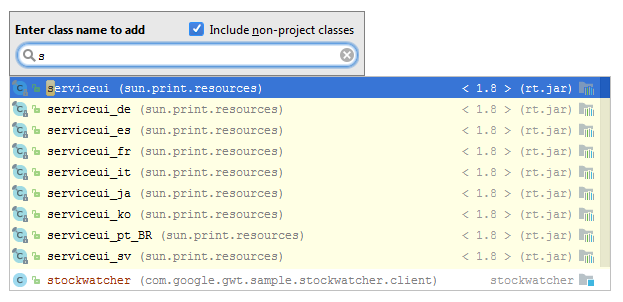 Enter class name to add Include non-project classes
s
serviceui (sun.print.resources) < 1.8 > (rt.jar)
serviceui_de (sun.print.resources) < 1.8 > (rt.jar)
serviceui_es (sun.print.resources) < 1.8 > (rt.jar)
serviceui_fr (sun.print.resources) < 1.8 > (rt.jar)
serviceui_it (sun.print.resources) < 1.8 > (rt.jar)
serviceui_ja (sun.print.resources) < 1.8 > (rt.jar)
serviceui_ko (sun.print.resources) < 1.8 > (rt.jar)
serviceui_pt_BR (sun.print.resources) < 1.8 > (rt.jar)
serviceui_sv (sun.print.resources) < 1.8 > (rt.jar)
stockwatcher (com.google.gwt.sample.stockwatcher.client) stockwatcher